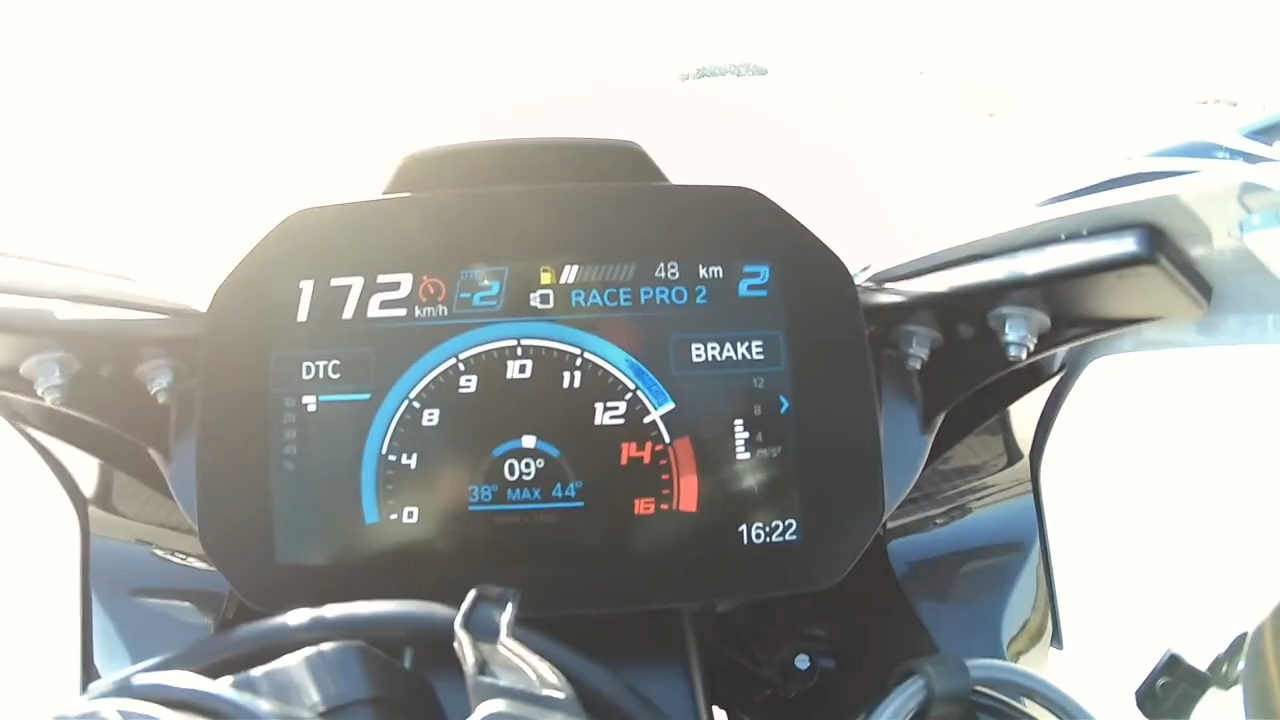 172 km/h DTC -2 48 km 2
RACE PRO 2
DTC
BRAKE
0 4 8 9 10 11 12 14 16
12
8
4
m/s²
09°
38° MAX 44°
16:22